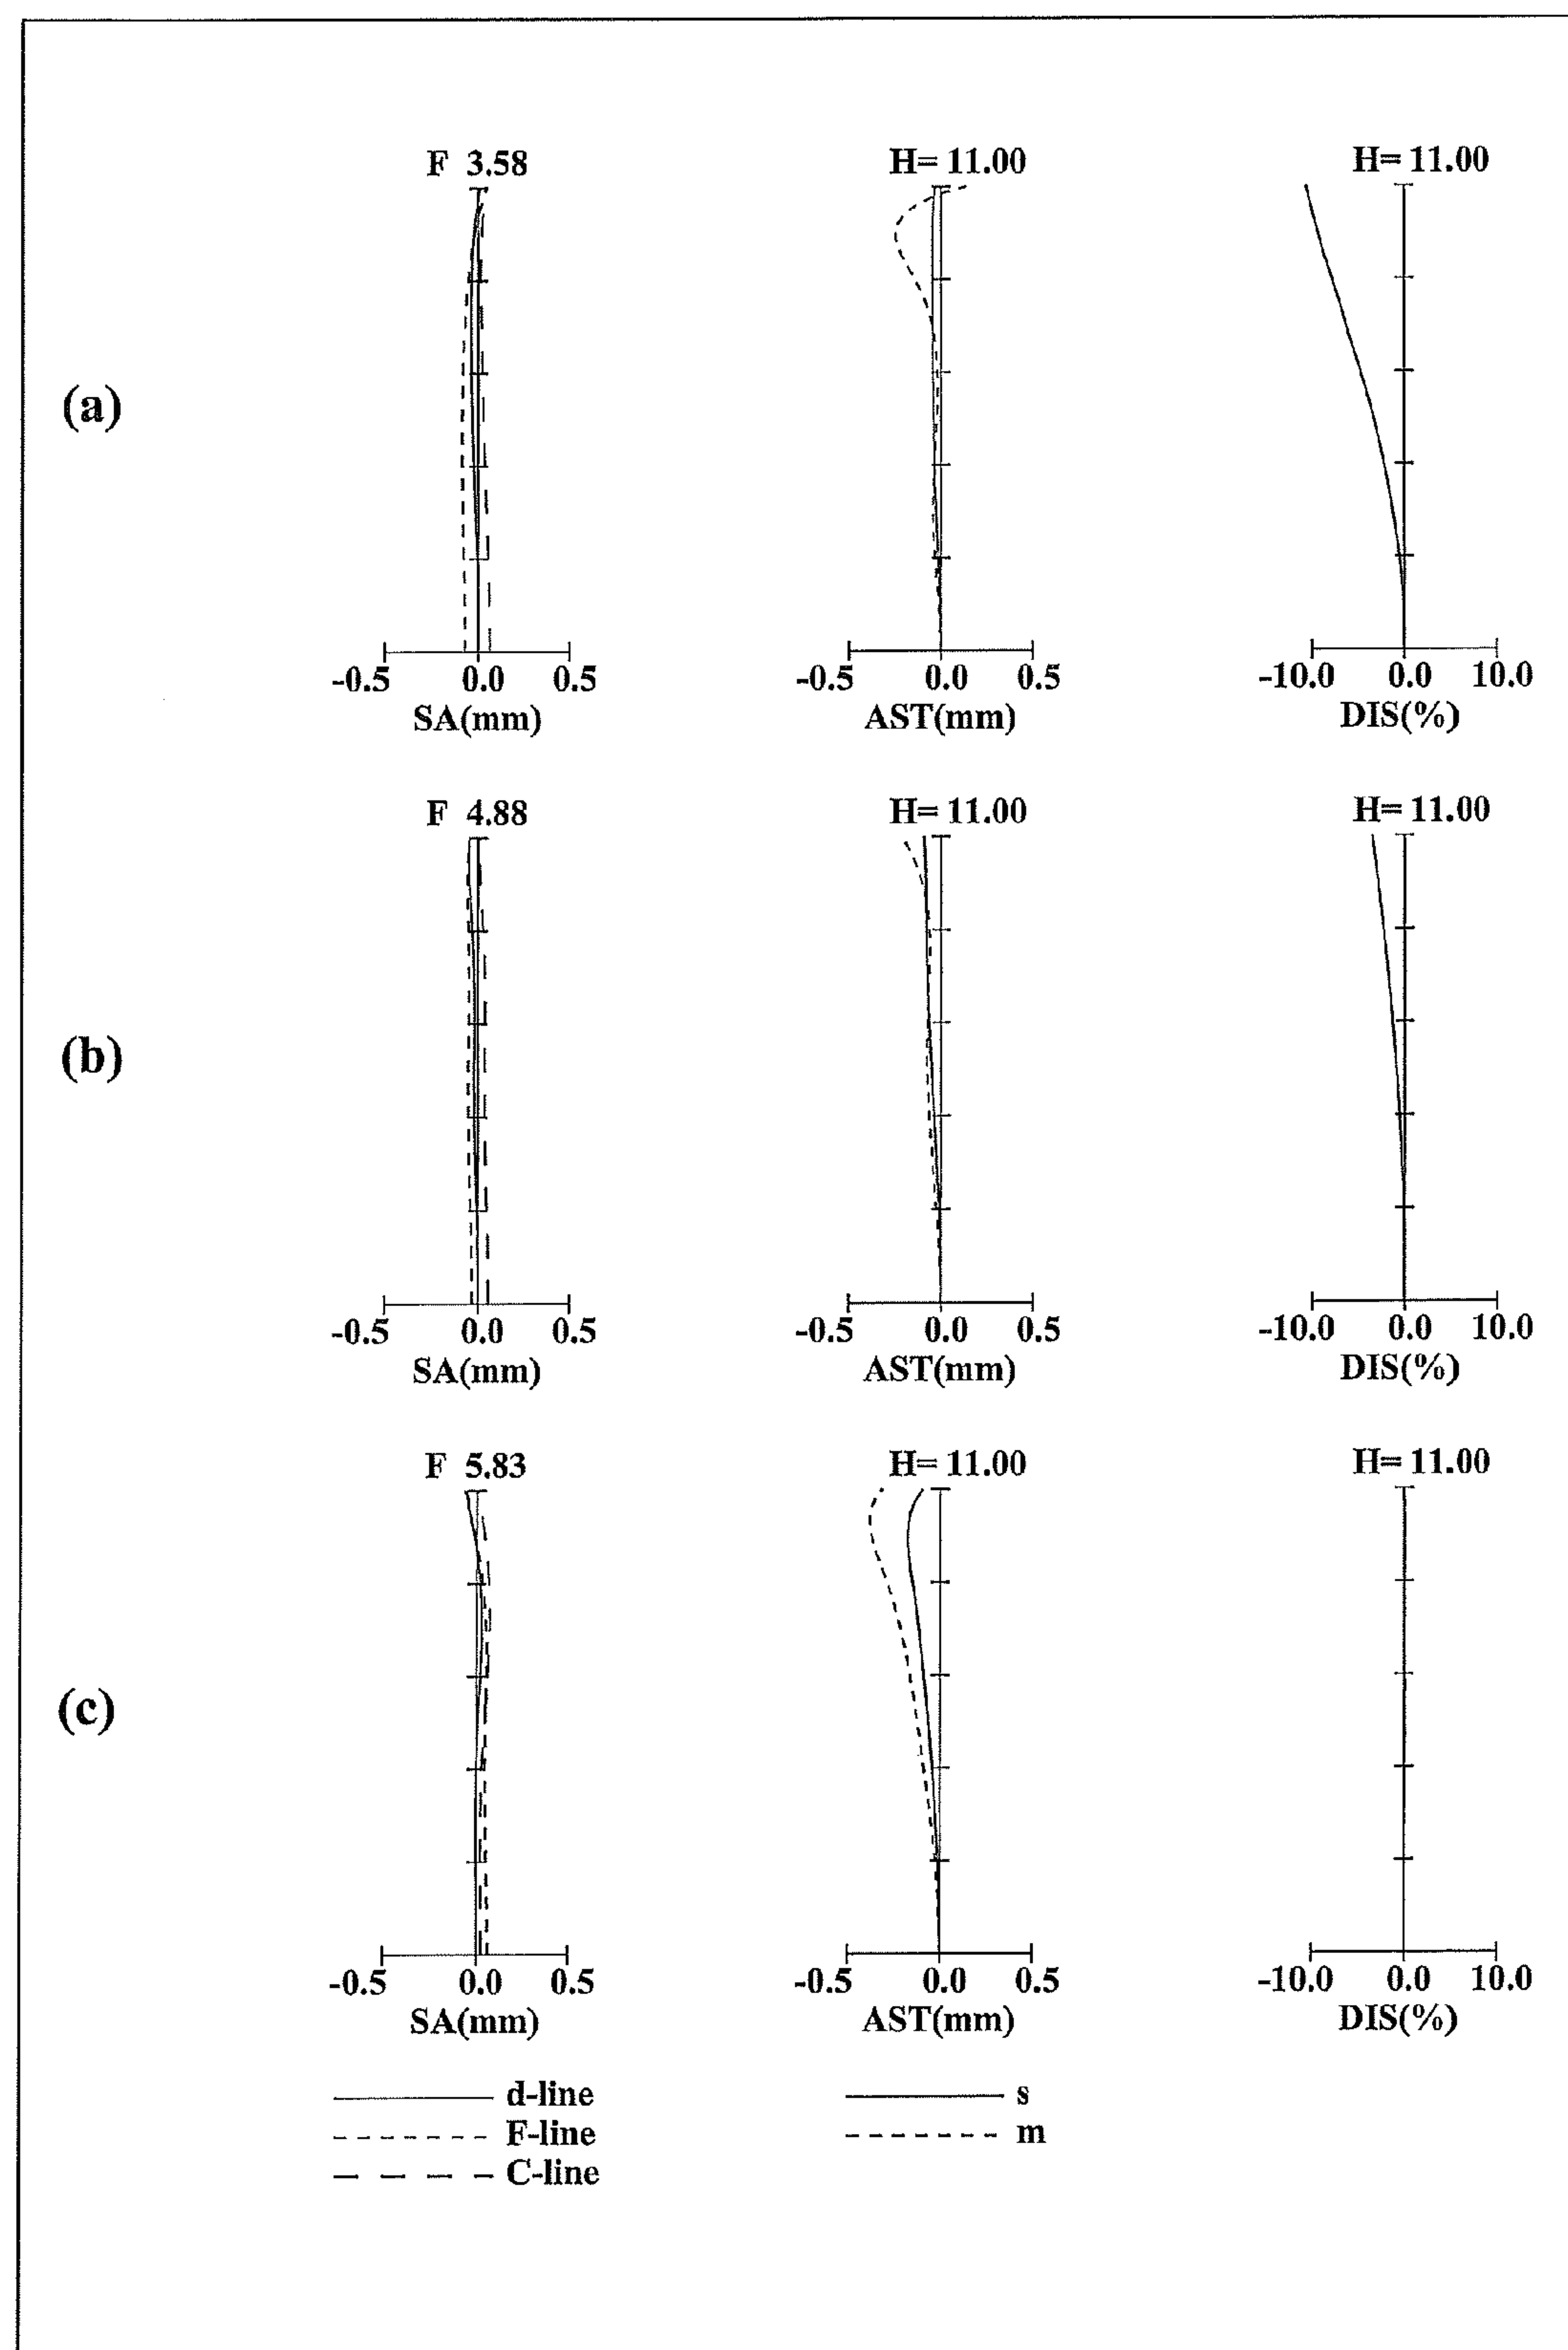 F 3.58 H= 11.00 H= 11.00
(a)
-0.5 0.0 0.5 -0.5 0.0 0.5 -10.0 0.0 10.0
SA(mm) AST(mm) DIS(%)
F 4.88 H= 11.00 H= 11.00
(b)
-0.5 0.0 0.5 -0.5 0.0 0.5 -10.0 0.0 10.0
SA(mm) AST(mm) DIS(%)
F 5.83 H= 11.00 H= 11.00
(c)
-0.5 0.0 0.5 -0.5 0.0 0.5 -10.0 0.0 10.0
SA(mm) AST(mm) DIS(%)
d-line s
F-line m
C-line